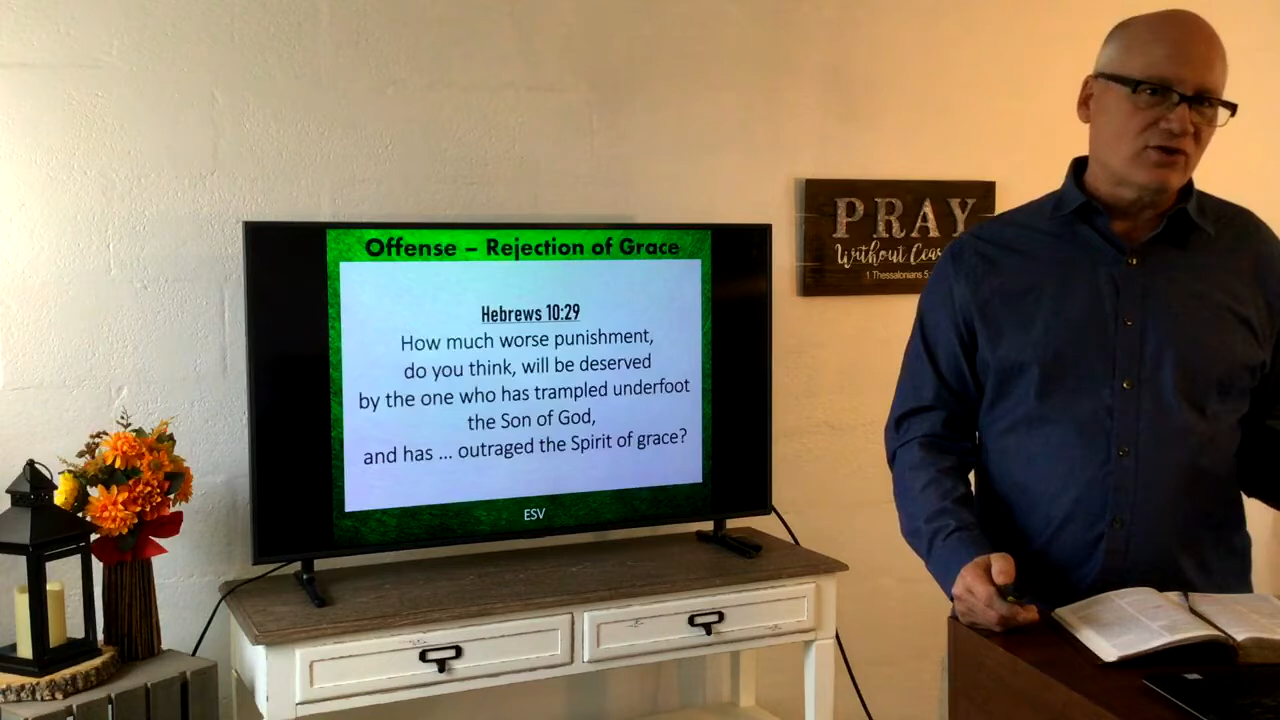 Offense – Rejection of Grace
Hebrews 10:29
How much worse punishment,
do you think, will be deserved
by the one who has trampled underfoot
the Son of God,
and has ... outraged the Spirit of grace?
ESV
PRAY
Without
1 Thessalonians 5: